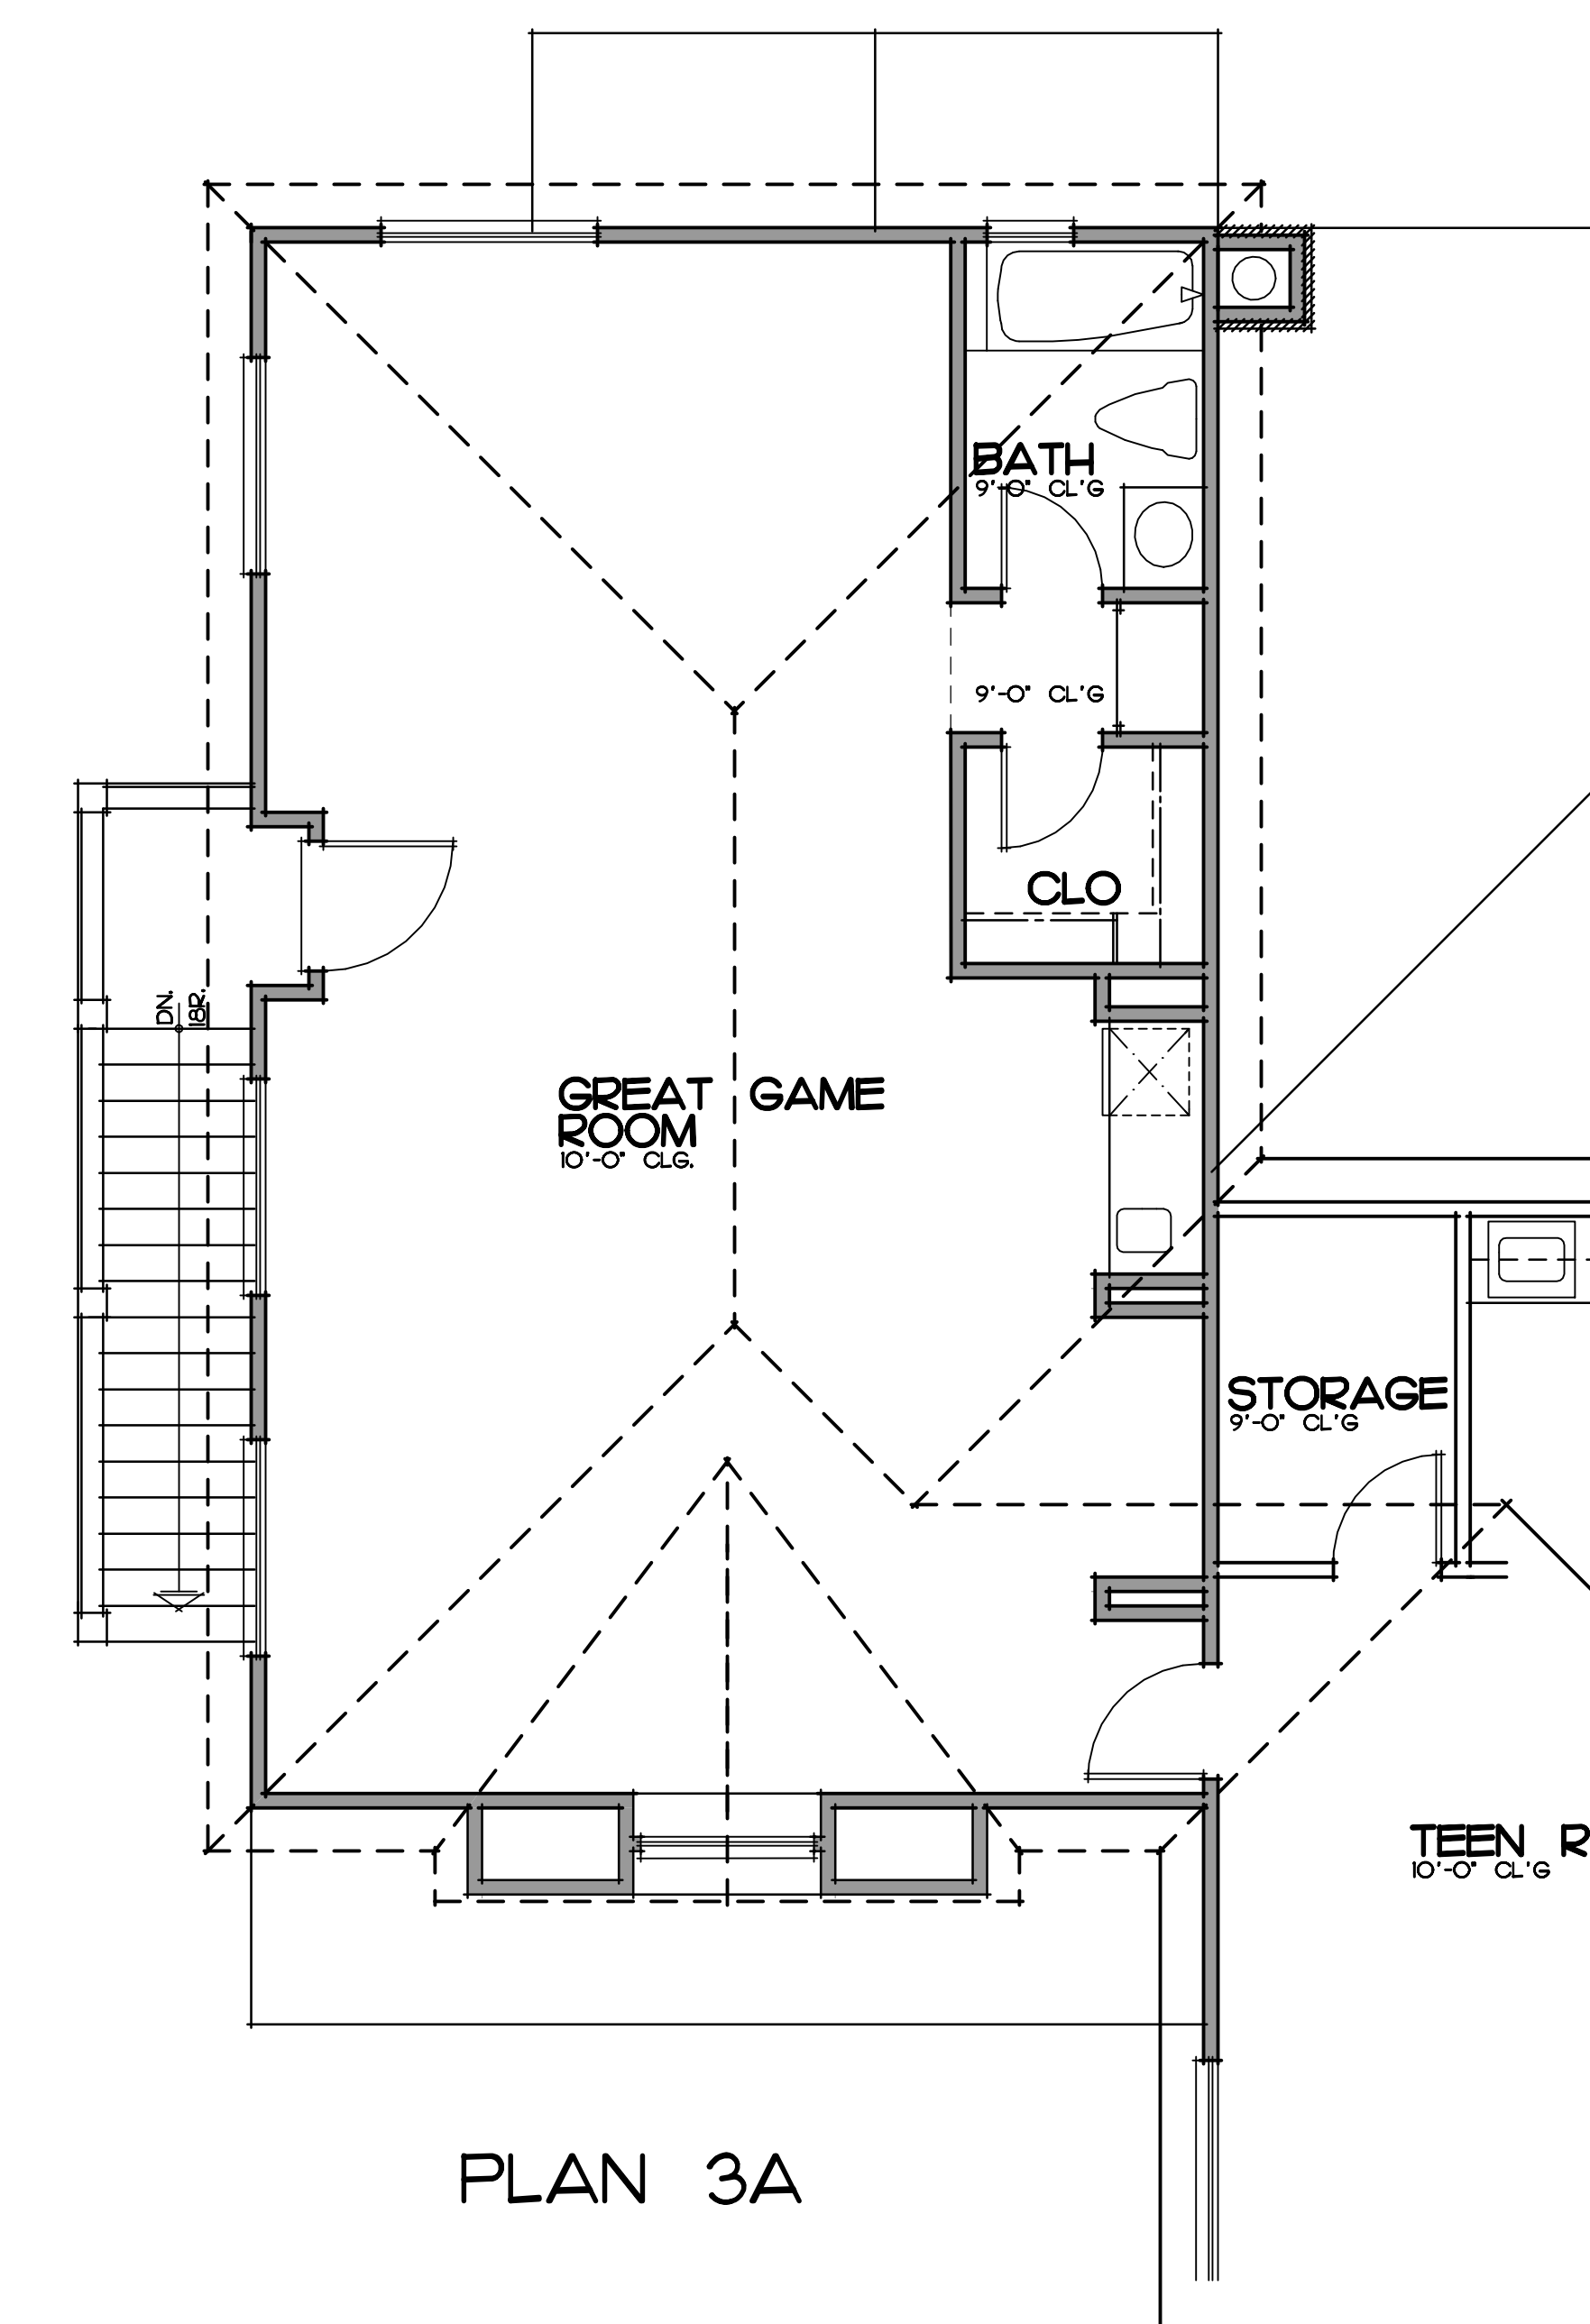 BATH
9'-0" CL'G
9'-0" CL'G
CLO
DN.
18R.
GREAT GAME
ROOM
10'-0" CLG.
STORAGE
9'-0" CL'G
TEEN R
10'-0" CL'G
PLAN 3A